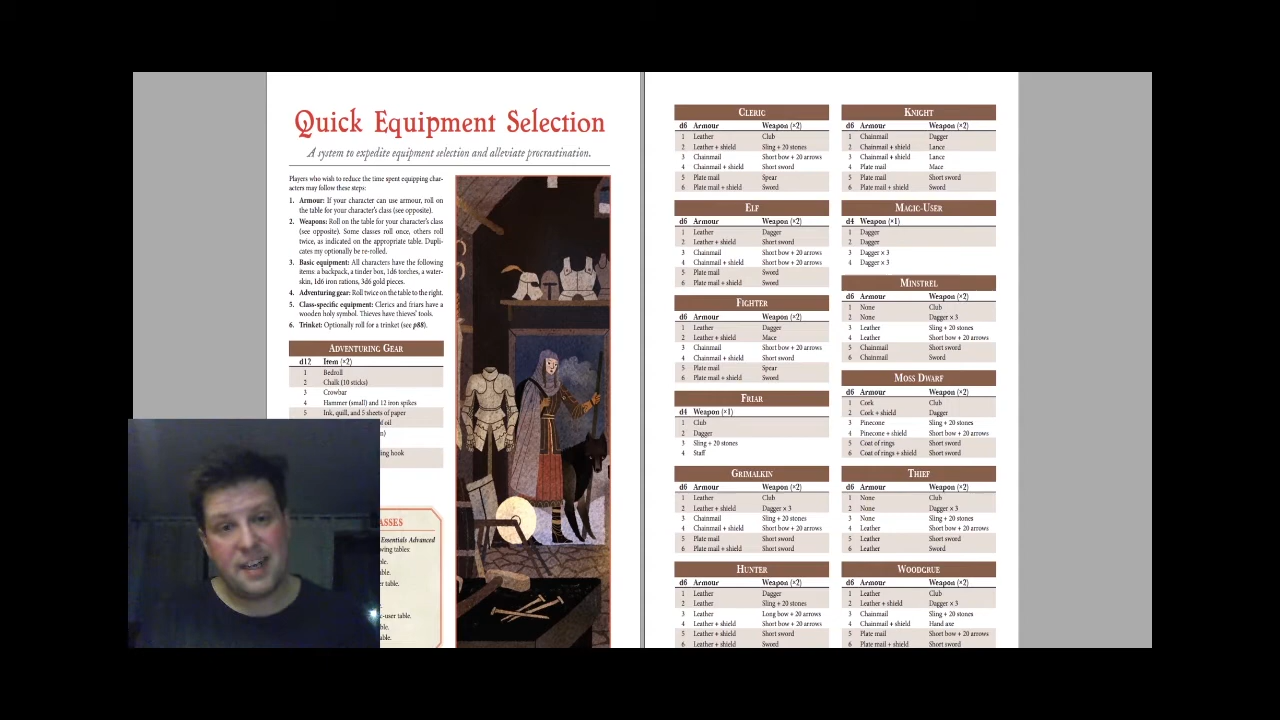 Quick Equipment Selection
A system to expedite equipment selection and alleviate procrastination.
Players who wish to reduce the time spent equipping char-
acters may follow these steps:
1. Armour: If your character can use armour, roll on
the table for your character's class (see opposite).
2. Weapons: Roll on the table for your character's class
(see opposite). Some classes roll once, others roll
twice, as indicated on the appropriate table. Dupli-
cates my optionally be re-rolled.
3. Basic equipment: All characters have the following
items: a backpack, a tinder box, 1d6 torches, a water-
skin, 1d6 iron rations, 3d6 gold pieces.
4. Adventuring gear: Roll twice on the table to the right.
5. Class-specific equipment: Clerics and friars have a
wooden holy symbol. Thieves have thieves' tools.
6. Trinket: Optionally roll for a trinket (see p88).
Adventuring Gear
d12 Item (×2)
1 Bedroll
2 Chalk (10 sticks)
3 Crowbar
4 Hammer (small) and 12 iron spikes
5 Ink, quill, and 5 sheets of paper
of oil
hook
Essentials Advanced
tables:
table.
-user table.
Cleric
d6 Armour Weapon (×2)
1 Leather Club
2 Leather + shield Sling + 20 stones
3 Chainmail Short bow + 20 arrows
4 Chainmail + shield Short sword
5 Plate mail Spear
6 Plate mail + shield Sword
Elf
d6 Armour Weapon (×2)
1 Leather Dagger
2 Leather + shield Short sword
3 Chainmail Short bow + 20 arrows
4 Chainmail + shield Short bow + 20 arrows
5 Plate mail Sword
6 Plate mail + shield Sword
Fighter
d6 Armour Weapon (×2)
1 Leather Dagger
2 Leather + shield Mace
3 Chainmail Short bow + 20 arrows
4 Chainmail + shield Short sword
5 Plate mail Spear
6 Plate mail + shield Sword
Friar
d4 Weapon (×1)
1 Club
2 Dagger
3 Sling + 20 stones
4 Staff
Grimalkin
d6 Armour Weapon (×2)
1 Leather Club
2 Leather + shield Dagger × 3
3 Chainmail Sling + 20 stones
4 Chainmail + shield Short bow + 20 arrows
5 Plate mail Short sword
6 Plate mail + shield Short sword
Hunter
d6 Armour Weapon (×2)
1 Leather Dagger
2 Leather Sling + 20 stones
3 Leather Long bow + 20 arrows
4 Leather + shield Short bow + 20 arrows
5 Leather + shield Short sword
6 Leather + shield Sword
Knight
d6 Armour Weapon (×2)
1 Chainmail Dagger
2 Chainmail + shield Lance
3 Chainmail + shield Lance
4 Plate mail Mace
5 Plate mail Short sword
6 Plate mail + shield Sword
Magic-User
d4 Weapon (×1)
1 Dagger
2 Dagger
3 Dagger × 3
4 Dagger × 3
Minstrel
d6 Armour Weapon (×2)
1 None Club
2 None Dagger × 3
3 Leather Sling + 20 stones
4 Leather Short bow + 20 arrows
5 Chainmail Short sword
6 Chainmail Sword
Moss Dwarf
d6 Armour Weapon (×2)
1 Cork Club
2 Cork + shield Dagger
3 Pinecone Sling + 20 stones
4 Pinecone + shield Short bow + 20 arrows
5 Coat of rings Short sword
6 Coat of rings + shield Short sword
Thief
d6 Armour Weapon (×2)
1 None Club
2 None Dagger × 3
3 None Sling + 20 stones
4 Leather Short bow + 20 arrows
5 Leather Short sword
6 Leather Sword
Woodgrue
d6 Armour Weapon (×2)
1 Leather Club
2 Leather + shield Dagger × 3
3 Chainmail Sling + 20 stones
4 Chainmail + shield Hand axe
5 Plate mail Short bow + 20 arrows
6 Plate mail + shield Short sword